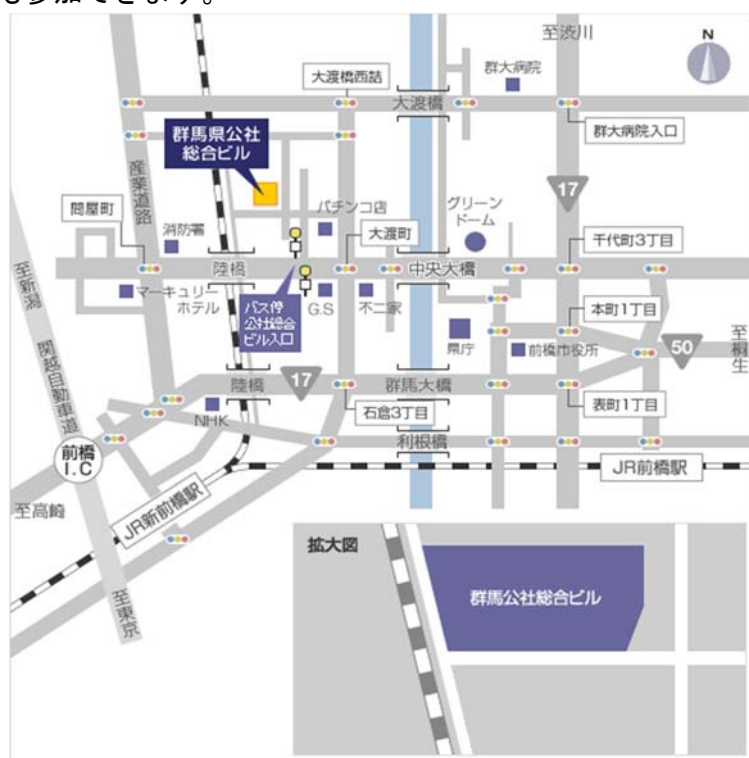 も参加できます。
至渋川
N
大渡橋西詰
群大病院
大渡橋
群馬県公社
総合ビル
群大病院入口
産業道路
17
問屋町
消防署
パチンコ店
グリーン
ドーム
大渡町
千代町3丁目
至新潟
陸橋
中央大橋
マーキュリー
ホテル
バス停
公社総合
ビル入口
G.S
不二家
県庁
本町1丁目
前橋市役所
50
至桐生
関越自動車道
陸橋
17
群馬大橋
NHK
石倉3丁目
表町1丁目
前橋
I.C
利根橋
JR前橋駅
至高崎
JR新前橋駅
至東京
拡大図
群馬公社総合ビル